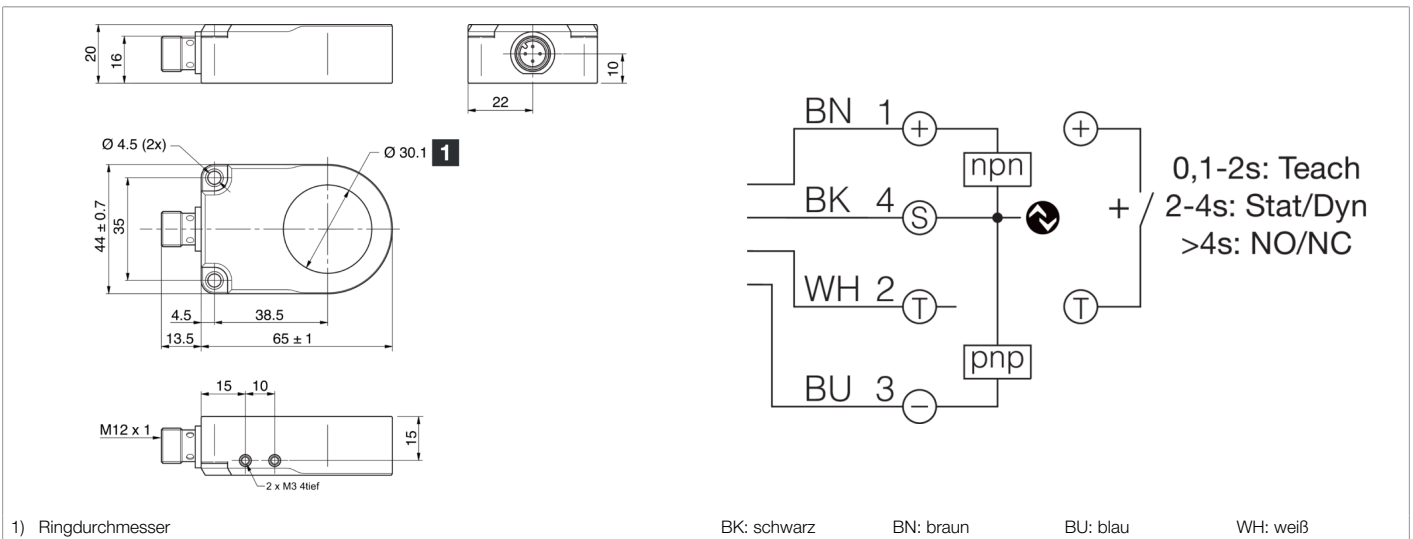 20
16
10
22
Ø 4.5 (2x)
Ø 30.1 1
44 ± 0.7
35
4.5 38.5
13.5 65 ± 1
15 10
M12 x 1
15
2 x M3 4tief
BN 1 +
npn
BK 4 S
WH 2 T
pnp
BU 3 −
+
+
T
0,1-2s: Teach
2-4s: Stat/Dyn
>4s: NO/NC
1) Ringdurchmesser
BK: schwarz BN: braun BU: blau WH: weiß